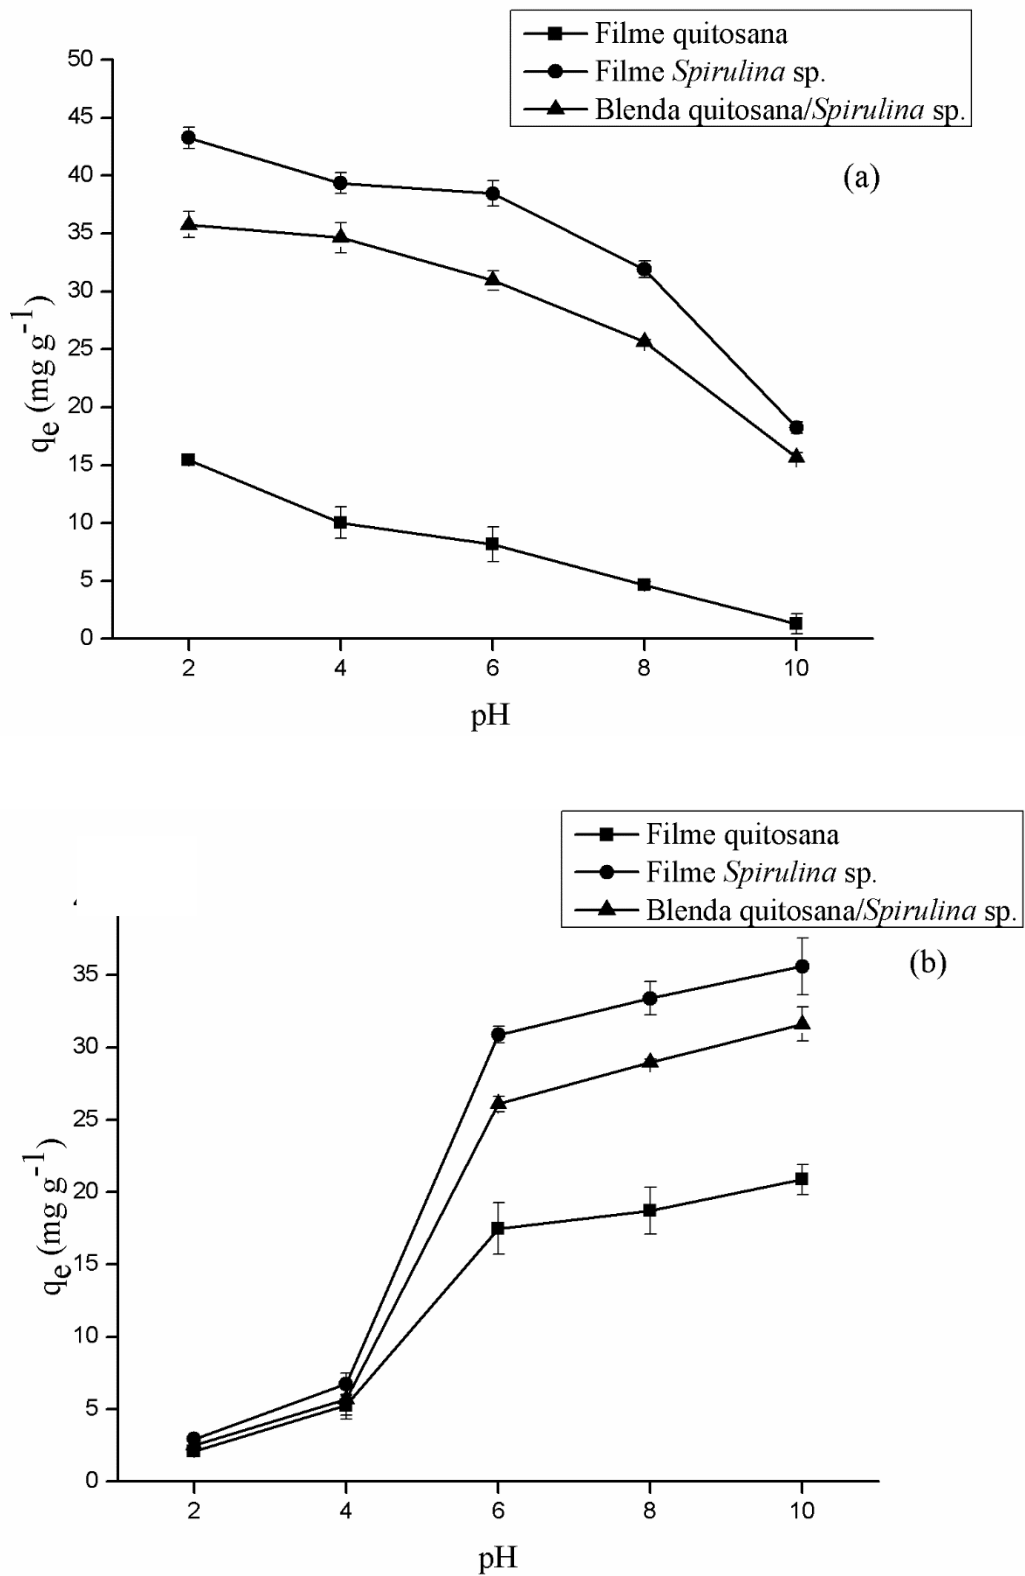 Filme quitosana
Filme Spirulina sp.
Blenda quitosana/Spirulina sp.
(a)
50
45
40
35
30
25
20
15
10
5
0
qe (mg g-1)
2 4 6 8 10
pH
Filme quitosana
Filme Spirulina sp.
Blenda quitosana/Spirulina sp.
(b)
35
30
25
20
15
10
5
0
qe (mg g-1)
2 4 6 8 10
pH